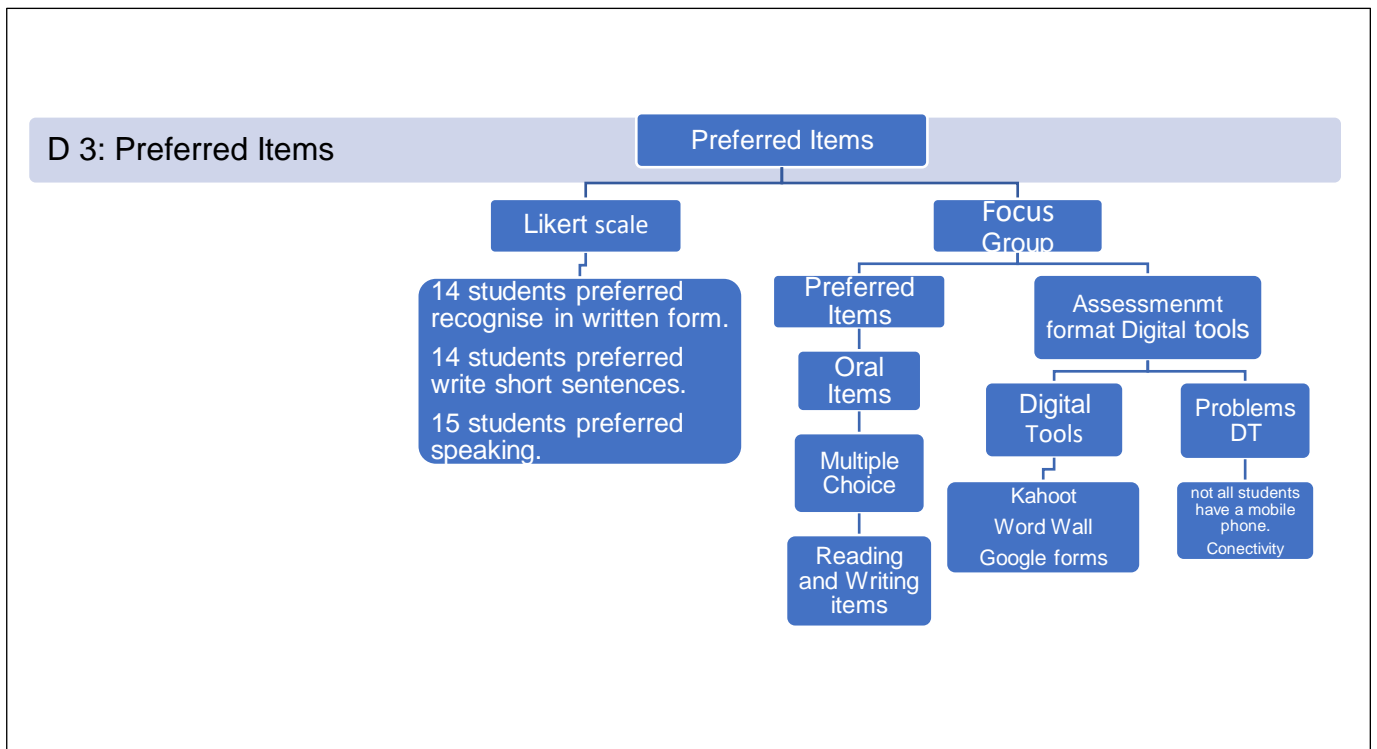 D 3: Preferred Items
Preferred Items
Likert scale
14 students preferred
recognise in written form.
14 students preferred
write short sentences.
15 students preferred
speaking.
Focus
Group
Preferred
Items
Oral
Items
Multiple
Choice
Reading
and Writing
items
Assessmenmt
format Digital tools
Digital
Tools
Kahoot
Word Wall
Google forms
Problems
DT
not all students
have a mobile
phone.
Conectivity